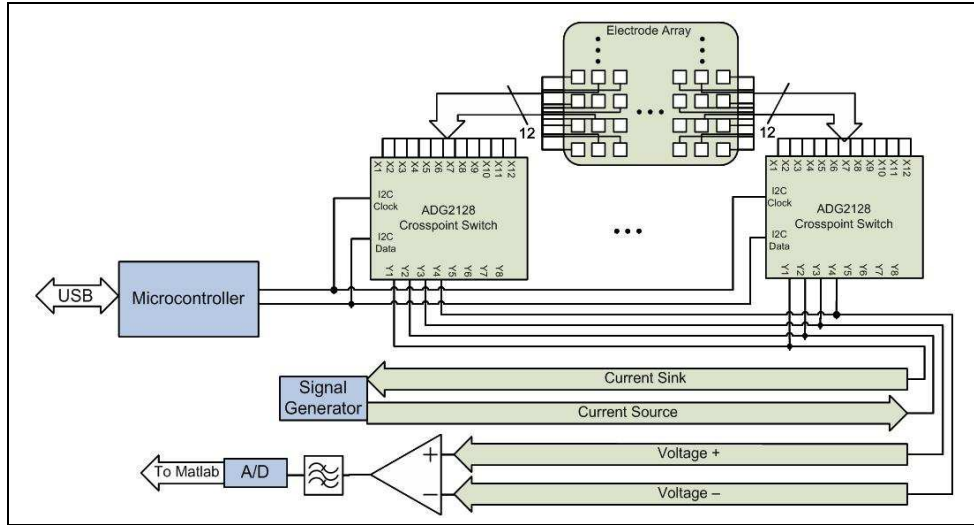 Electrode Array
12
12
X1 X2 X3 X4 X5 X6 X7 X8 X9 X10 X11 X12
X1 X2 X3 X4 X5 X6 X7 X8 X9 X10 X11 X12
I2C
Clock
ADG2128
Crosspoint Switch
I2C
Data
Y1 Y2 Y3 Y4 Y5 Y6 Y7 Y8
I2C
Clock
ADG2128
Crosspoint Switch
I2C
Data
Y1 Y2 Y3 Y4 Y5 Y6 Y7 Y8
USB
Microcontroller
Signal
Generator
Current Sink
Current Source
To Matlab
A/D
+
−
Voltage +
Voltage –